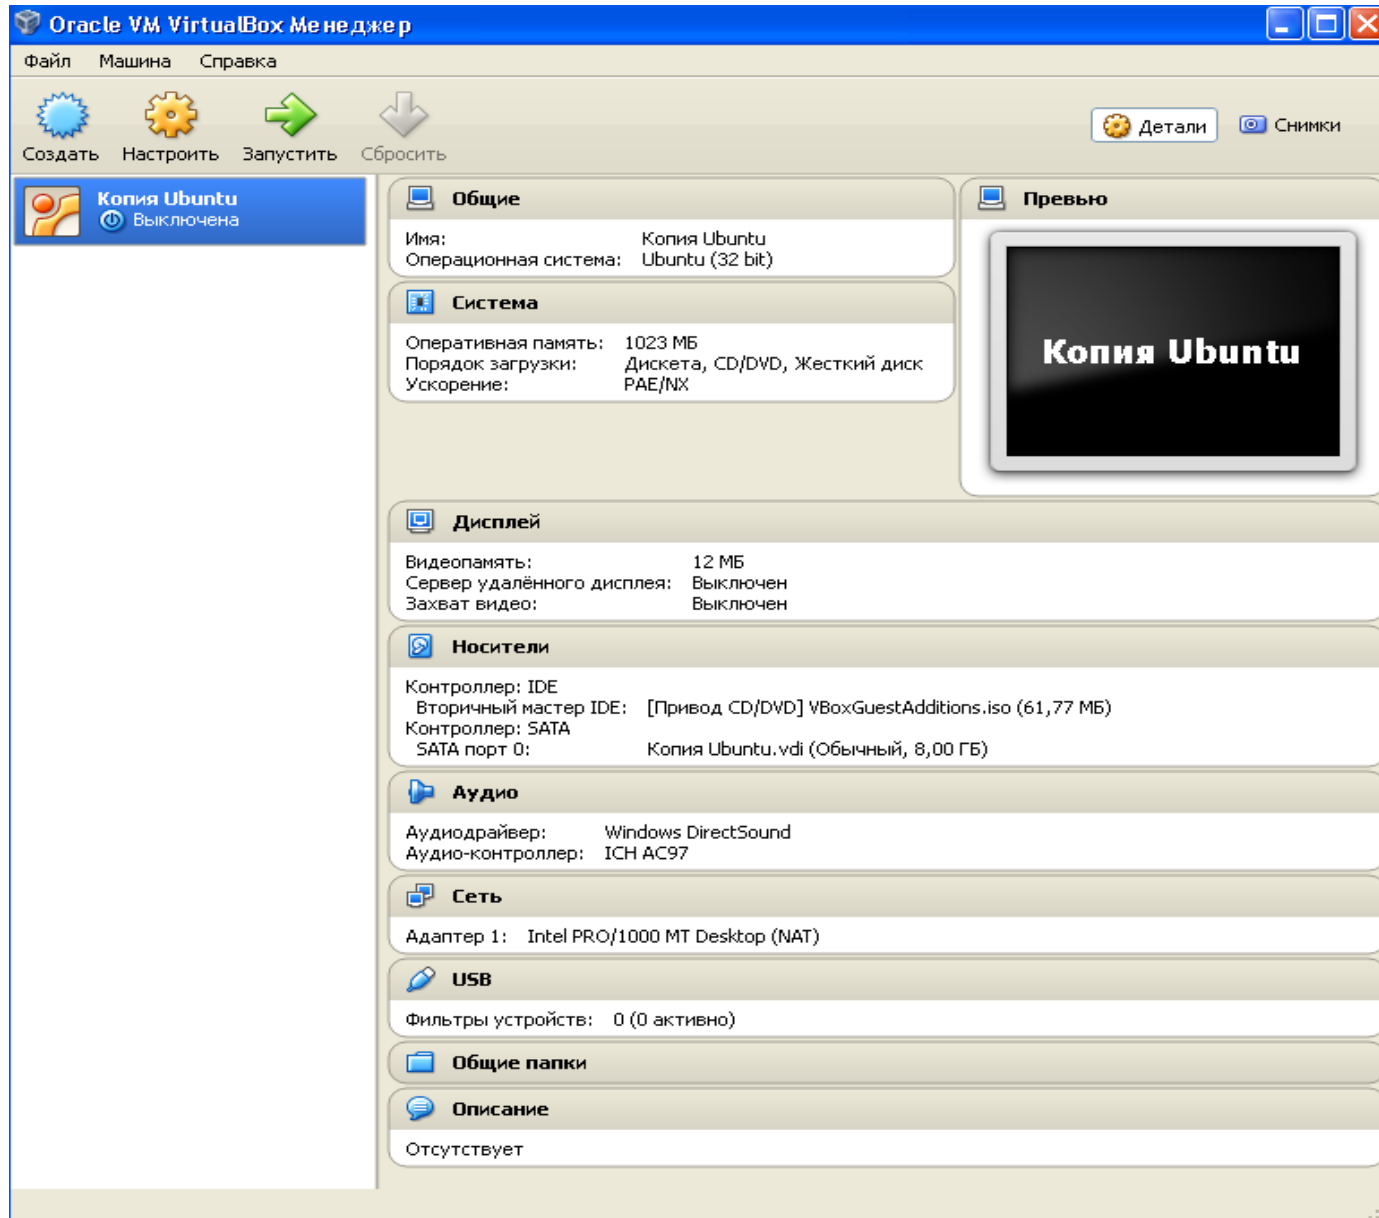 Oracle VM VirtualBox Менеджер
Файл Машина Справка
Создать Настроить Запустить Сбросить Детали Снимки
Копия Ubuntu
Выключена
Общие
Имя: Копия Ubuntu
Операционная система: Ubuntu (32 bit)
Превью
Копия Ubuntu
Система
Оперативная память: 1023 МБ
Порядок загрузки: Дискета, CD/DVD, Жесткий диск
Ускорение: PAE/NX
Дисплей
Видеопамять: 12 МБ
Сервер удалённого дисплея: Выключен
Захват видео: Выключен
Носители
Контроллер: IDE
Вторичный мастер IDE: [Привод CD/DVD] VBoxGuestAdditions.iso (61,77 МБ)
Контроллер: SATA
SATA порт 0: Копия Ubuntu.vdi (Обычный, 8,00 ГБ)
Аудио
Аудиодрайвер: Windows DirectSound
Аудио-контроллер: ICH AC97
Сеть
Адаптер 1: Intel PRO/1000 MT Desktop (NAT)
USB
Фильтры устройств: 0 (0 активно)
Общие папки
Описание
Отсутствует